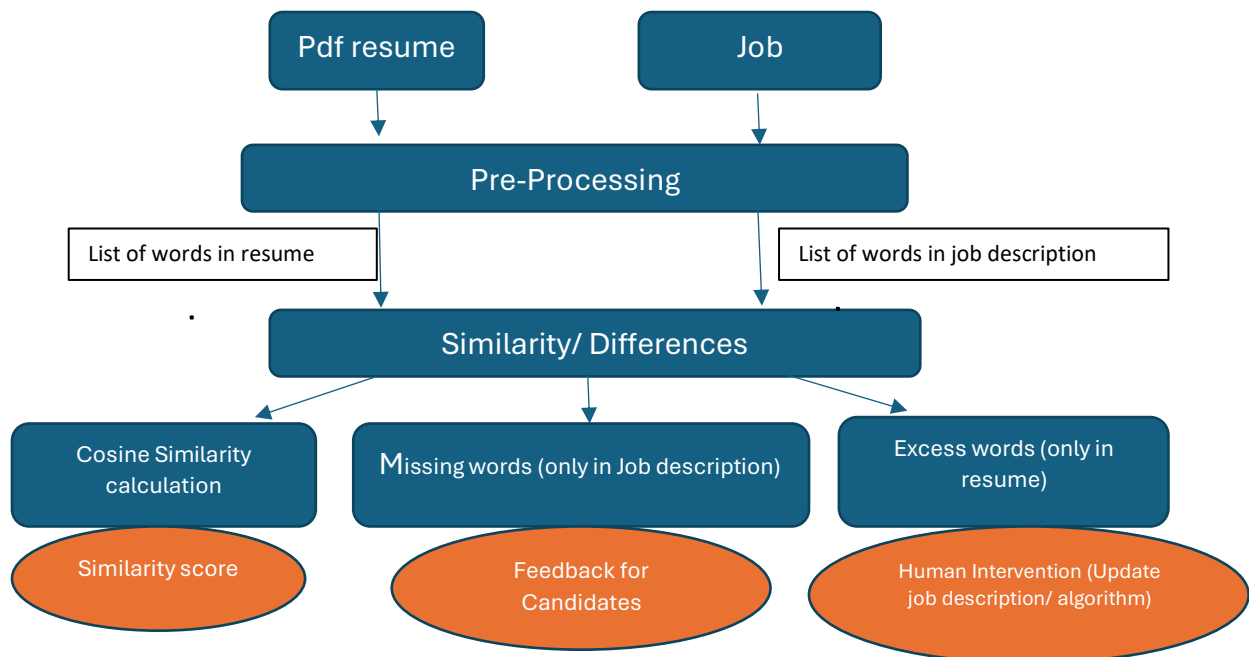 Pdf resume
Job
Pre-Processing
List of words in resume
List of words in job description
Similarity/ Differences
Cosine Similarity
calculation
Missing words (only in Job description)
Excess words (only in
resume)
Similarity score
Feedback for
Candidates
Human Intervention (Update
job description/ algorithm)